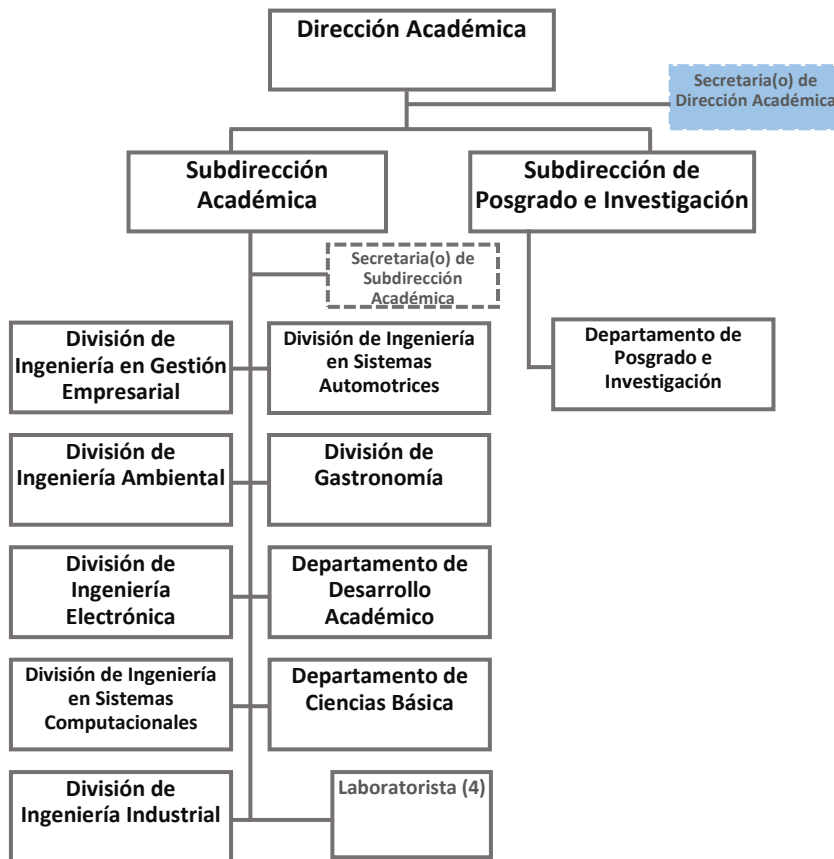 Dirección Académica
Secretaria(o) de
Dirección Académica
Subdirección
Académica
Subdirección de
Posgrado e Investigación
Secretaria(o) de
Subdirección
Académica
División de
Ingeniería en Gestión
Empresarial
División de Ingeniería
en Sistemas
Automotrices
Departamento de
Posgrado e
Investigación
División de
Ingeniería Ambiental
División de
Gastronomía
División de
Ingeniería
Electrónica
Departamento de
Desarrollo
Académico
División de Ingeniería
en Sistemas
Computacionales
Departamento de
Ciencias Básica
División de
Ingeniería Industrial
Laboratorista (4)